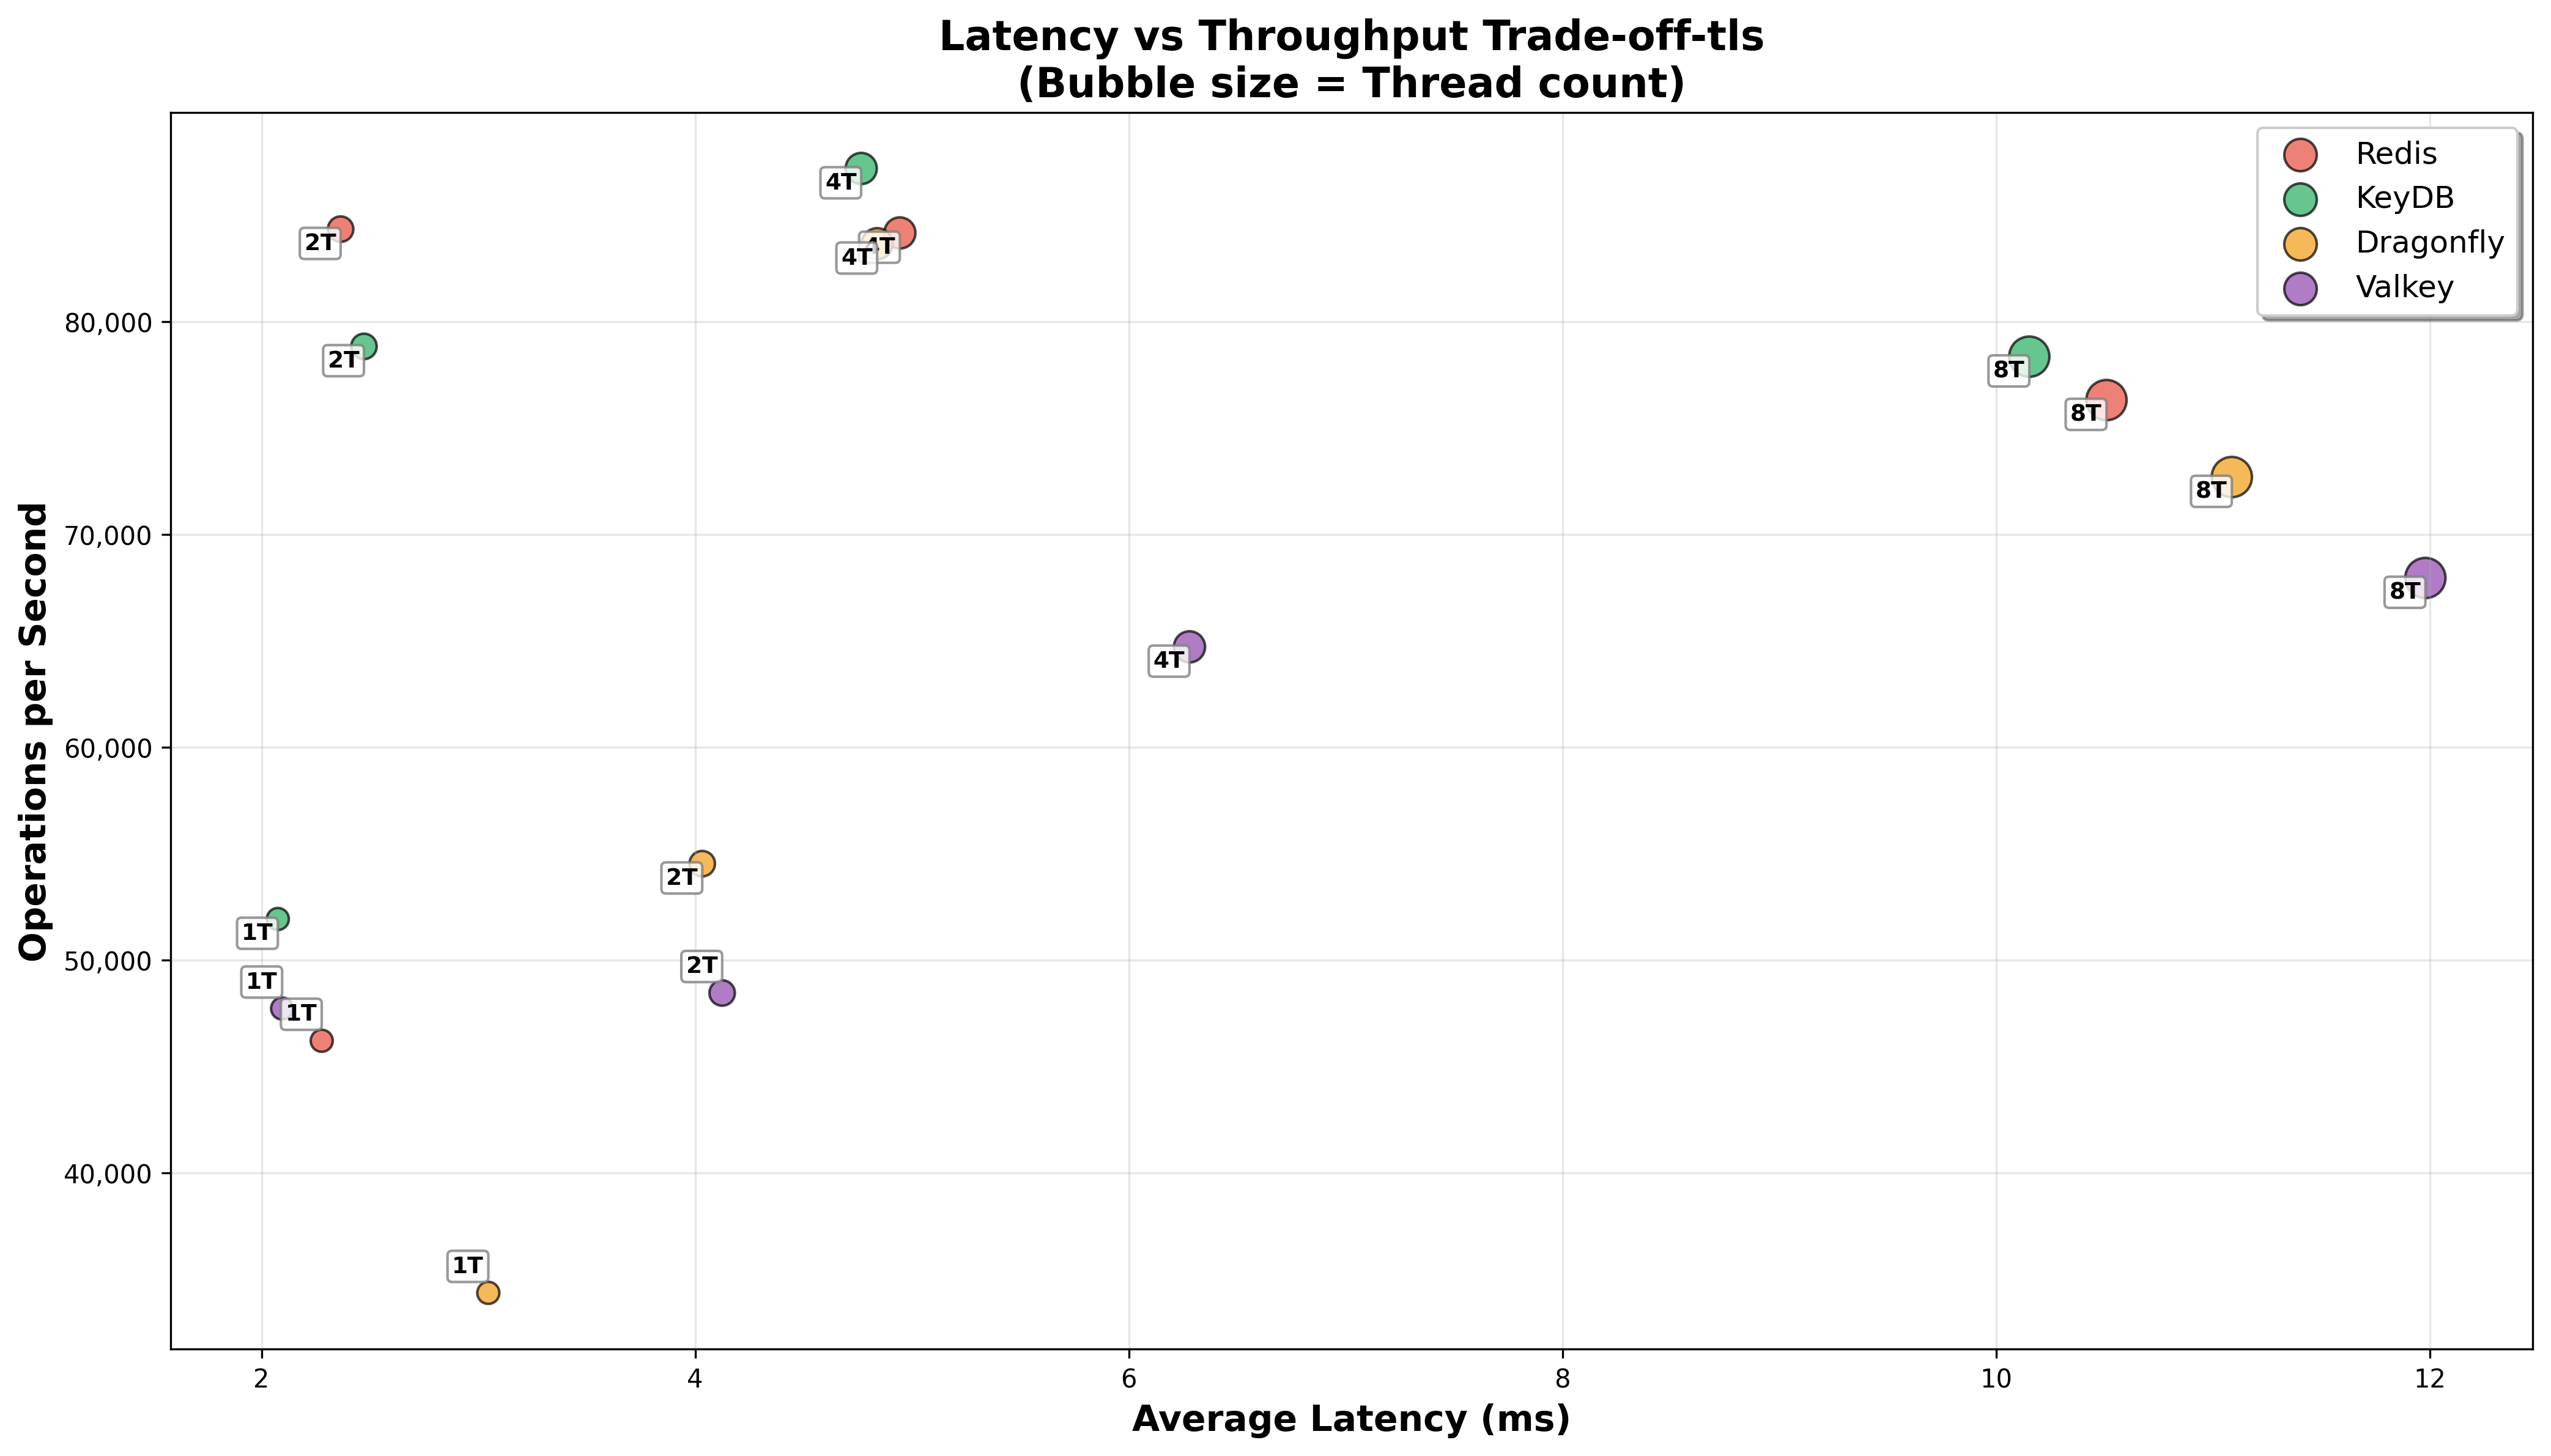 Latency vs Throughput Trade-off-tls
(Bubble size = Thread count)
Redis
KeyDB
Dragonfly
Valkey
4T
2T
4T
4T
2T
8T
8T
8T
8T
4T
2T
1T
2T
1T
1T
1T
80,000
70,000
60,000
50,000
40,000
Operations per Second
2
4
6
8
10
12
Average Latency (ms)